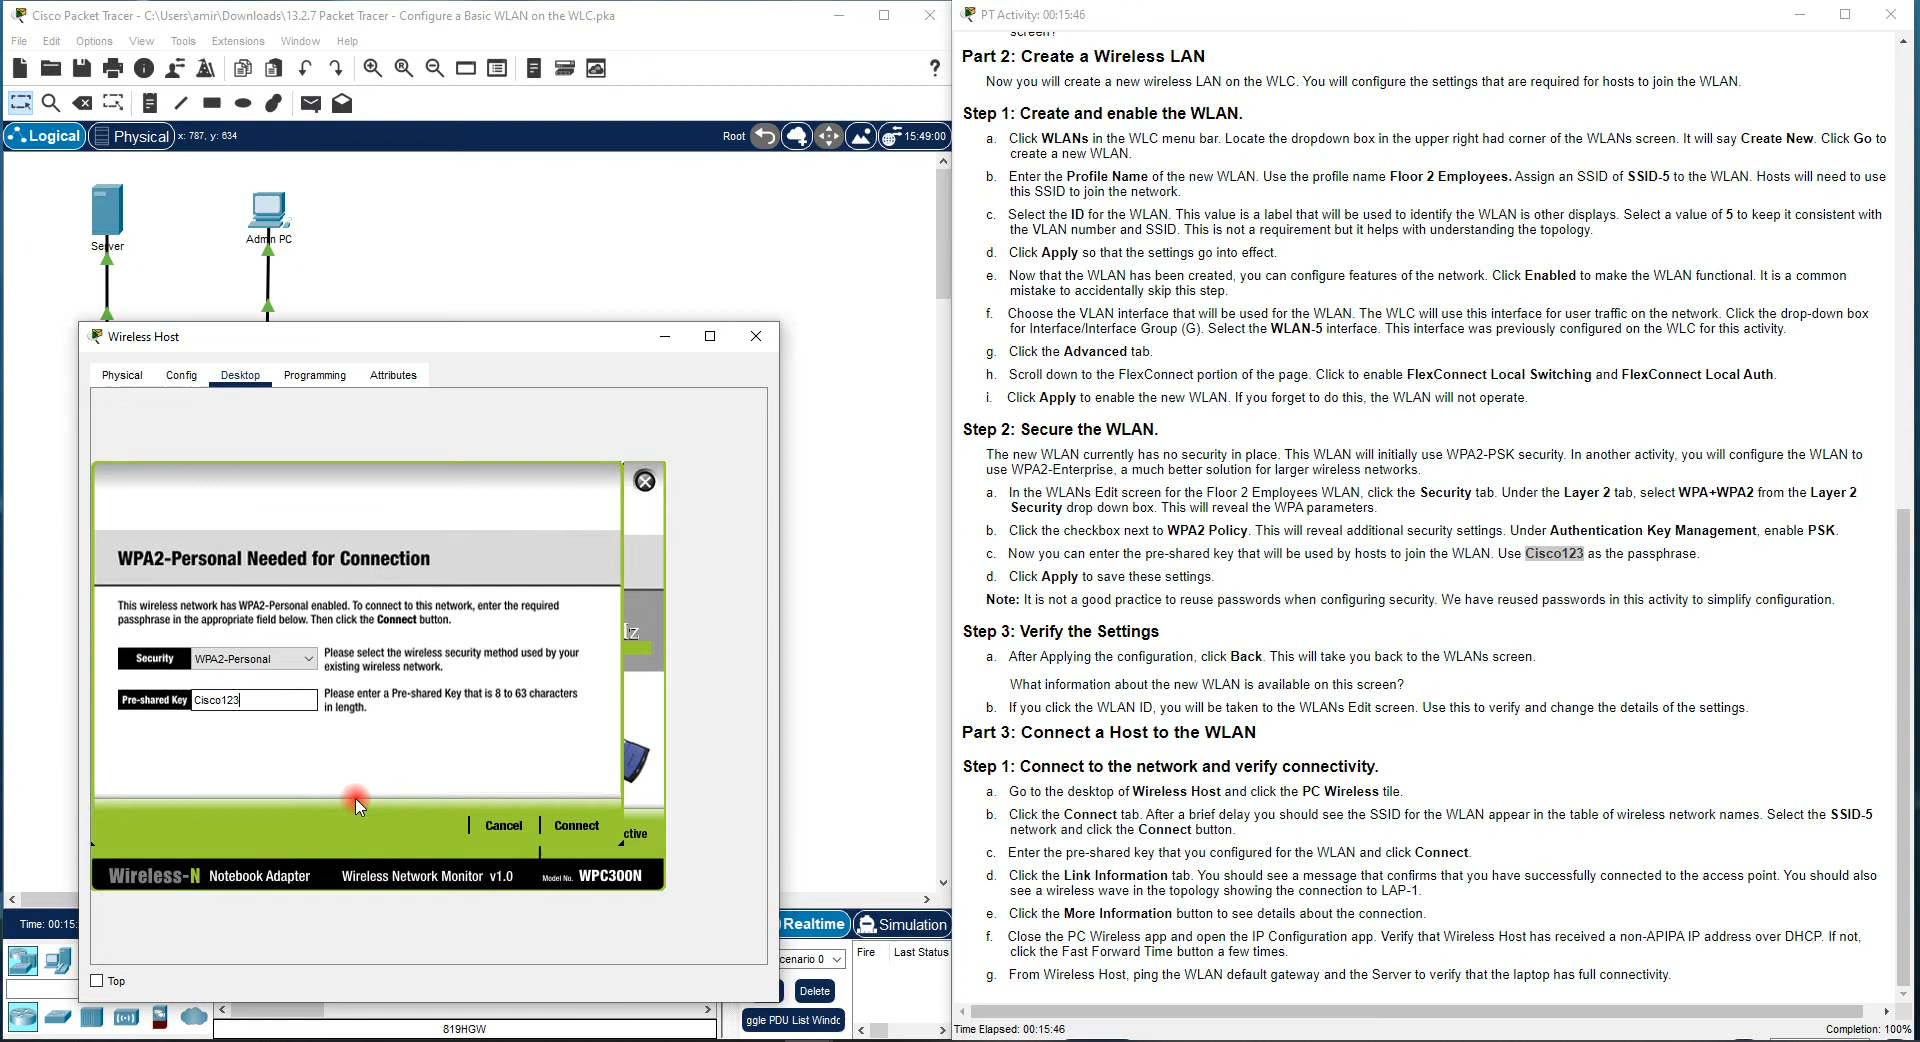 Cisco Packet Tracer - C:\Users\amir\Downloads\13.2.7 Packet Tracer - Configure a Basic WLAN on the WLC.pka
File Edit Options View Tools Extensions Window Help
Logical Physical x: 787, y: 634 Root 15:49:00
Server
Admin PC
Wireless Host
Physical Config Desktop Programming Attributes
WPA2-Personal Needed for Connection
This wireless network has WPA2-Personal enabled. To connect to this network, enter the required
passphrase in the appropriate field below. Then click the Connect button.
Security WPA2-Personal Please select the wireless security method used by your
existing wireless network.
Pre-shared Key Cisco123 Please enter a Pre-shared Key that is 8 to 63 characters
in length.
Cancel Connect
ctive
Wireless-N Notebook Adapter Wireless Network Monitor v1.0 Model No. WPC300N
Top
Time: 00:15:
Realtime Simulation
cenario 0 Fire Last Status
Delete
ggle PDU List Windc
819HGW
PT Activity: 00:15:46
screen?
Part 2: Create a Wireless LAN
Now you will create a new wireless LAN on the WLC. You will configure the settings that are required for hosts to join the WLAN.
Step 1: Create and enable the WLAN.
a. Click WLANs in the WLC menu bar. Locate the dropdown box in the upper right had corner of the WLANs screen. It will say Create New. Click Go to
create a new WLAN.
b. Enter the Profile Name of the new WLAN. Use the profile name Floor 2 Employees. Assign an SSID of SSID-5 to the WLAN. Hosts will need to use
this SSID to join the network.
c. Select the ID for the WLAN. This value is a label that will be used to identify the WLAN is other displays. Select a value of 5 to keep it consistent with
the VLAN number and SSID. This is not a requirement but it helps with understanding the topology.
d. Click Apply so that the settings go into effect.
e. Now that the WLAN has been created, you can configure features of the network. Click Enabled to make the WLAN functional. It is a common
mistake to accidentally skip this step.
f. Choose the VLAN interface that will be used for the WLAN. The WLC will use this interface for user traffic on the network. Click the drop-down box
for Interface/Interface Group (G). Select the WLAN-5 interface. This interface was previously configured on the WLC for this activity.
g. Click the Advanced tab.
h. Scroll down to the FlexConnect portion of the page. Click to enable FlexConnect Local Switching and FlexConnect Local Auth.
i. Click Apply to enable the new WLAN. If you forget to do this, the WLAN will not operate.
Step 2: Secure the WLAN.
The new WLAN currently has no security in place. This WLAN will initially use WPA2-PSK security. In another activity, you will configure the WLAN to
use WPA2-Enterprise, a much better solution for larger wireless networks.
a. In the WLANs Edit screen for the Floor 2 Employees WLAN, click the Security tab. Under the Layer 2 tab, select WPA+WPA2 from the Layer 2
Security drop down box. This will reveal the WPA parameters.
b. Click the checkbox next to WPA2 Policy. This will reveal additional security settings. Under Authentication Key Management, enable PSK.
c. Now you can enter the pre-shared key that will be used by hosts to join the WLAN. Use Cisco123 as the passphrase.
d. Click Apply to save these settings.
Note: It is not a good practice to reuse passwords when configuring security. We have reused passwords in this activity to simplify configuration.
Step 3: Verify the Settings
a. After Applying the configuration, click Back. This will take you back to the WLANs screen.
What information about the new WLAN is available on this screen?
b. If you click the WLAN ID, you will be taken to the WLANs Edit screen. Use this to verify and change the details of the settings.
Part 3: Connect a Host to the WLAN
Step 1: Connect to the network and verify connectivity.
a. Go to the desktop of Wireless Host and click the PC Wireless tile.
b. Click the Connect tab. After a brief delay you should see the SSID for the WLAN appear in the table of wireless network names. Select the SSID-5
network and click the Connect button.
c. Enter the pre-shared key that you configured for the WLAN and click Connect.
d. Click the Link Information tab. You should see a message that confirms that you have successfully connected to the access point. You should also
see a wireless wave in the topology showing the connection to LAP-1.
e. Click the More Information button to see details about the connection.
f. Close the PC Wireless app and open the IP Configuration app. Verify that Wireless Host has received a non-APIPA IP address over DHCP. If not,
click the Fast Forward Time button a few times.
g. From Wireless Host, ping the WLAN default gateway and the Server to verify that the laptop has full connectivity.
Time Elapsed: 00:15:46 Completion: 100%